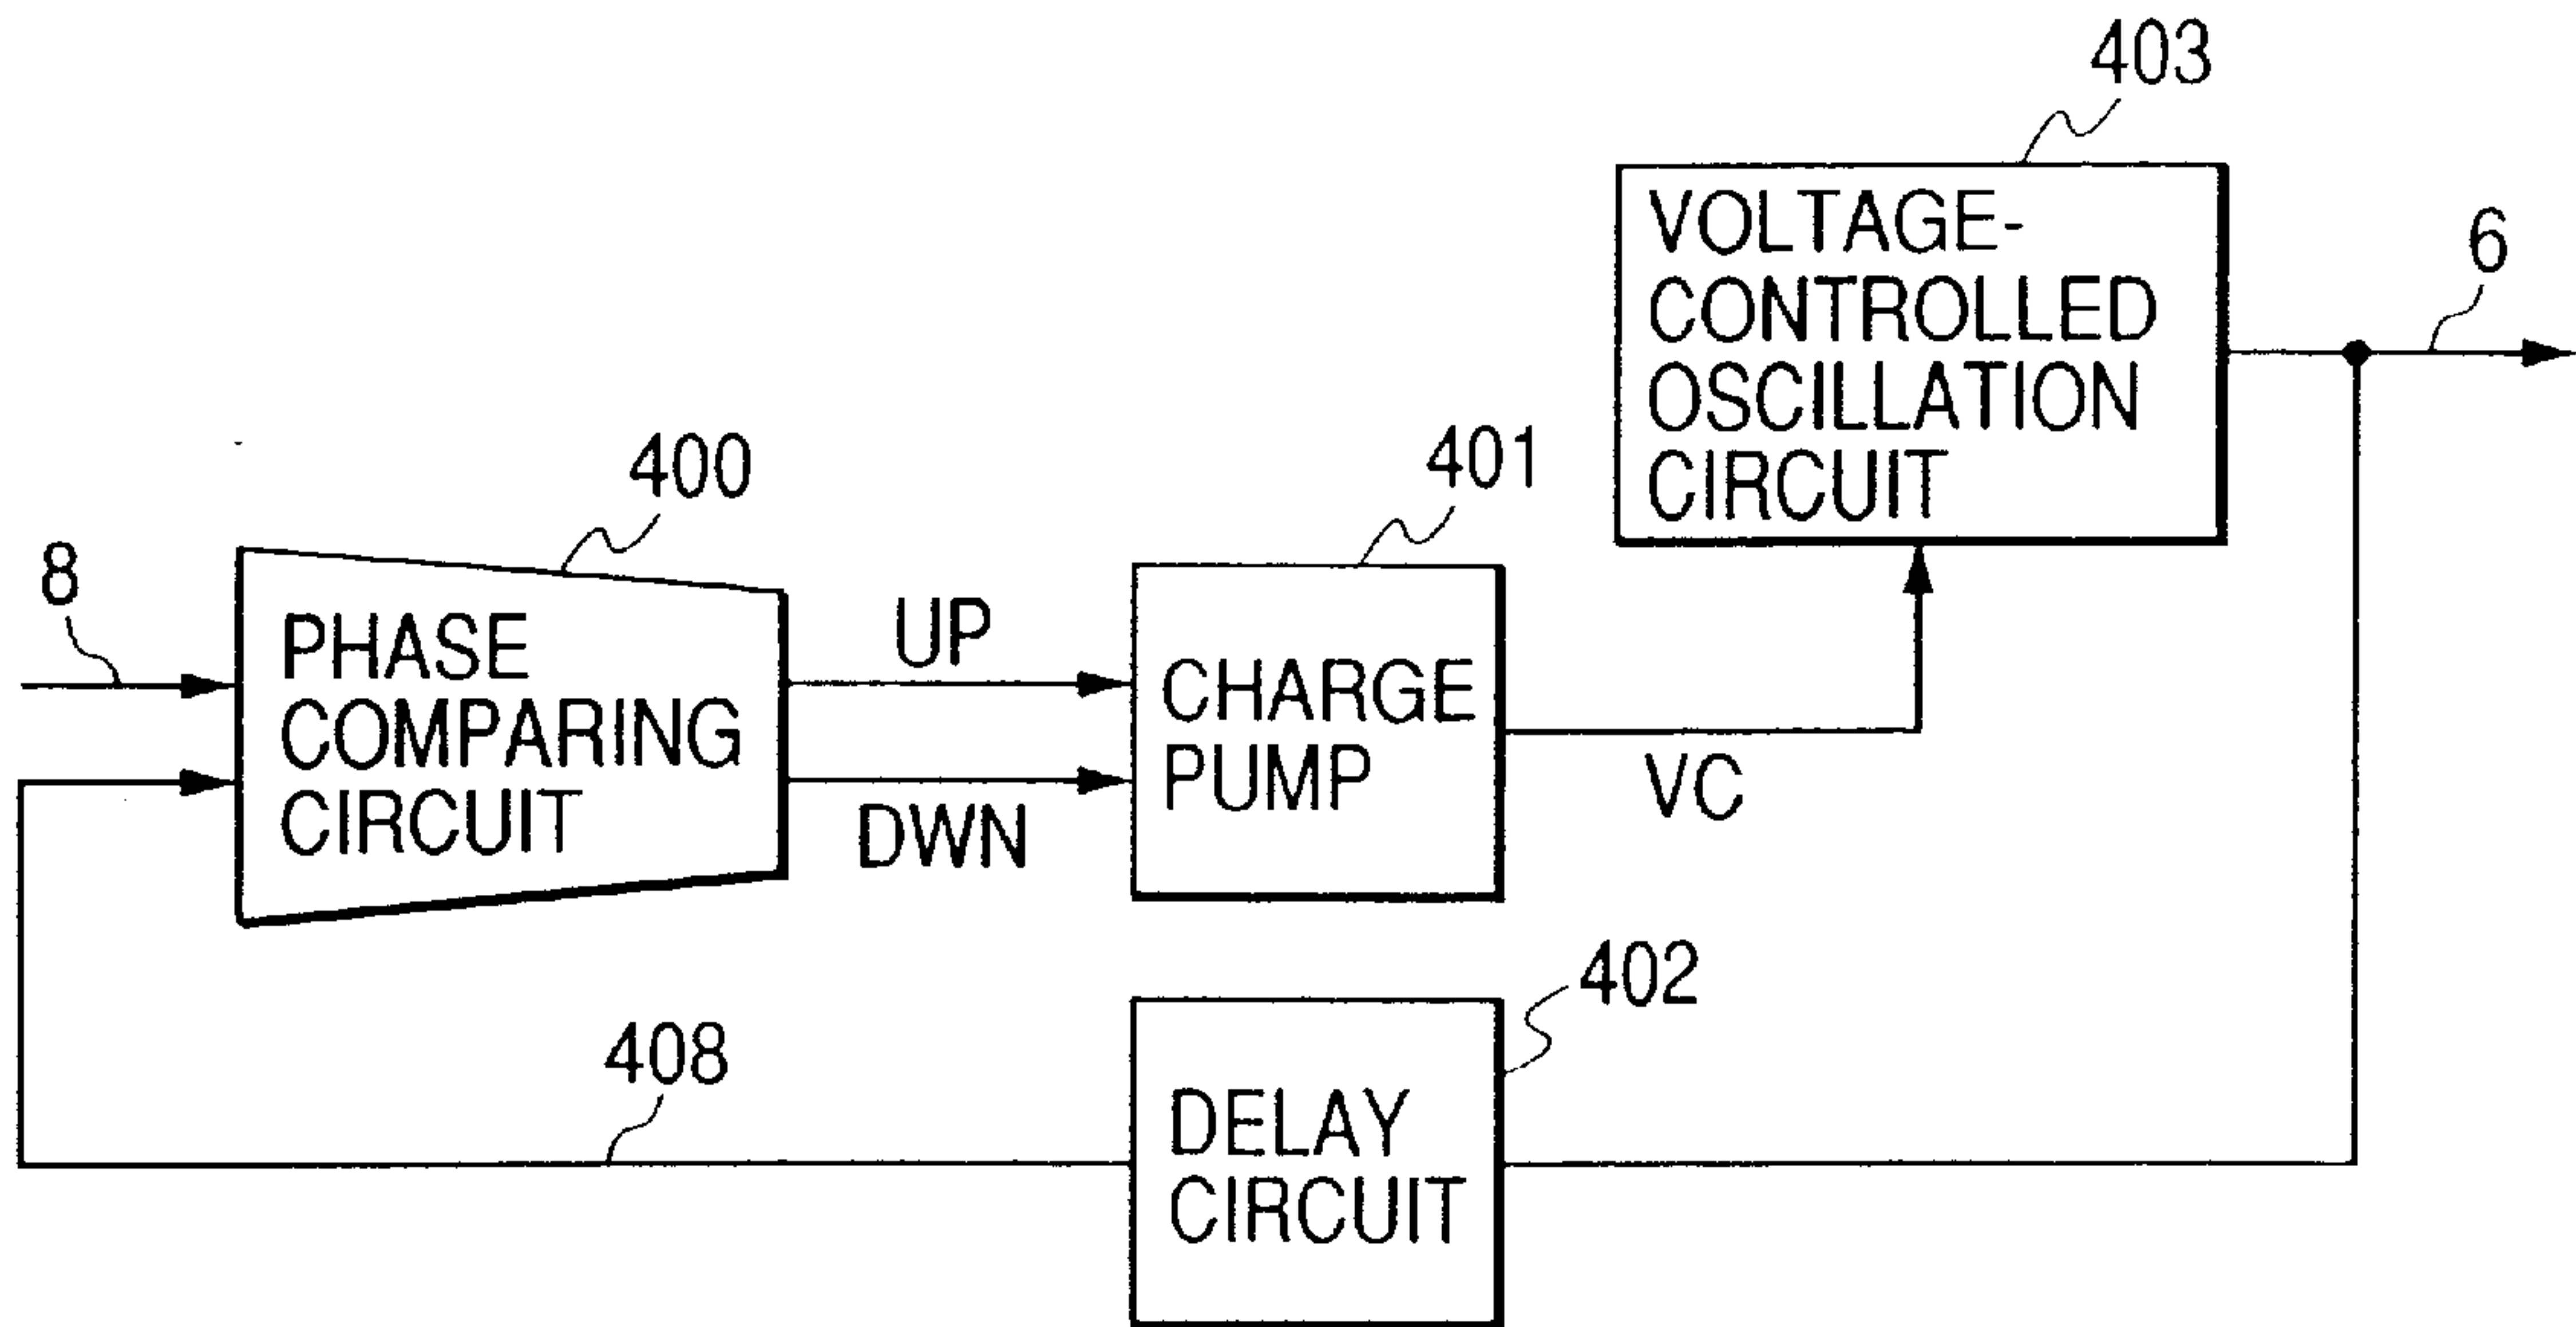 403
VOLTAGE-
CONTROLLED
OSCILLATION
CIRCUIT
6
400
401
8
PHASE
COMPARING
CIRCUIT
UP
DWN
CHARGE
PUMP
VC
402
408
DELAY
CIRCUIT